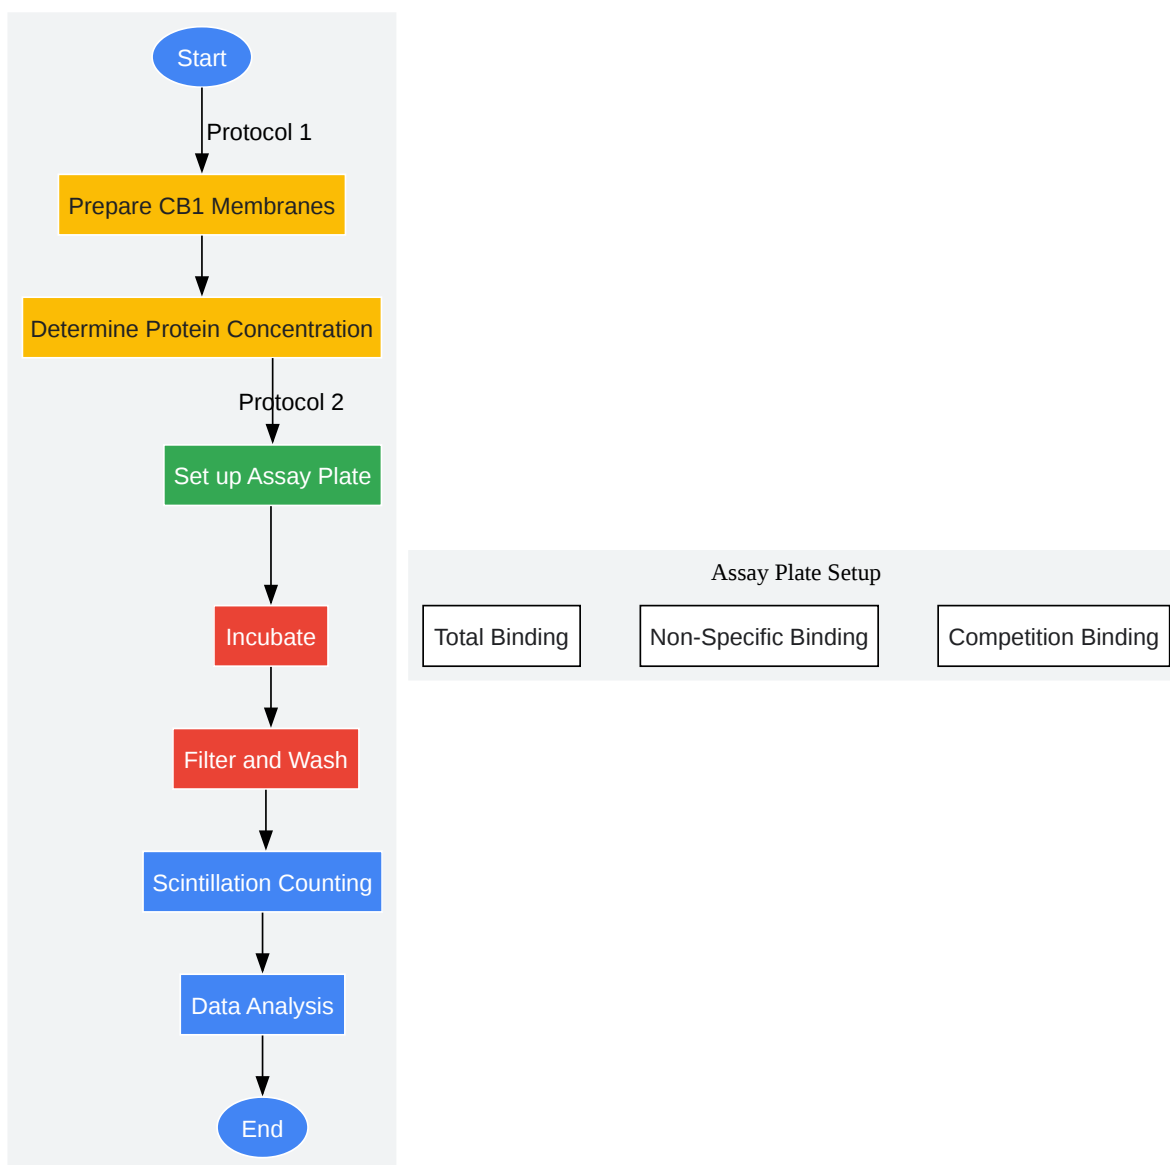 Start
Protocol 1
Prepare CB1 Membranes
Determine Protein Concentration
Protocol 2
Set up Assay Plate
Assay Plate Setup
Incubate
Total Binding
Non-Specific Binding
Competition Binding
Filter and Wash
Scintillation Counting
Data Analysis
End